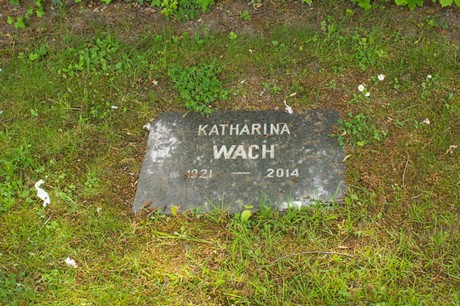 KATHARINA
WACH
1921 — 2014